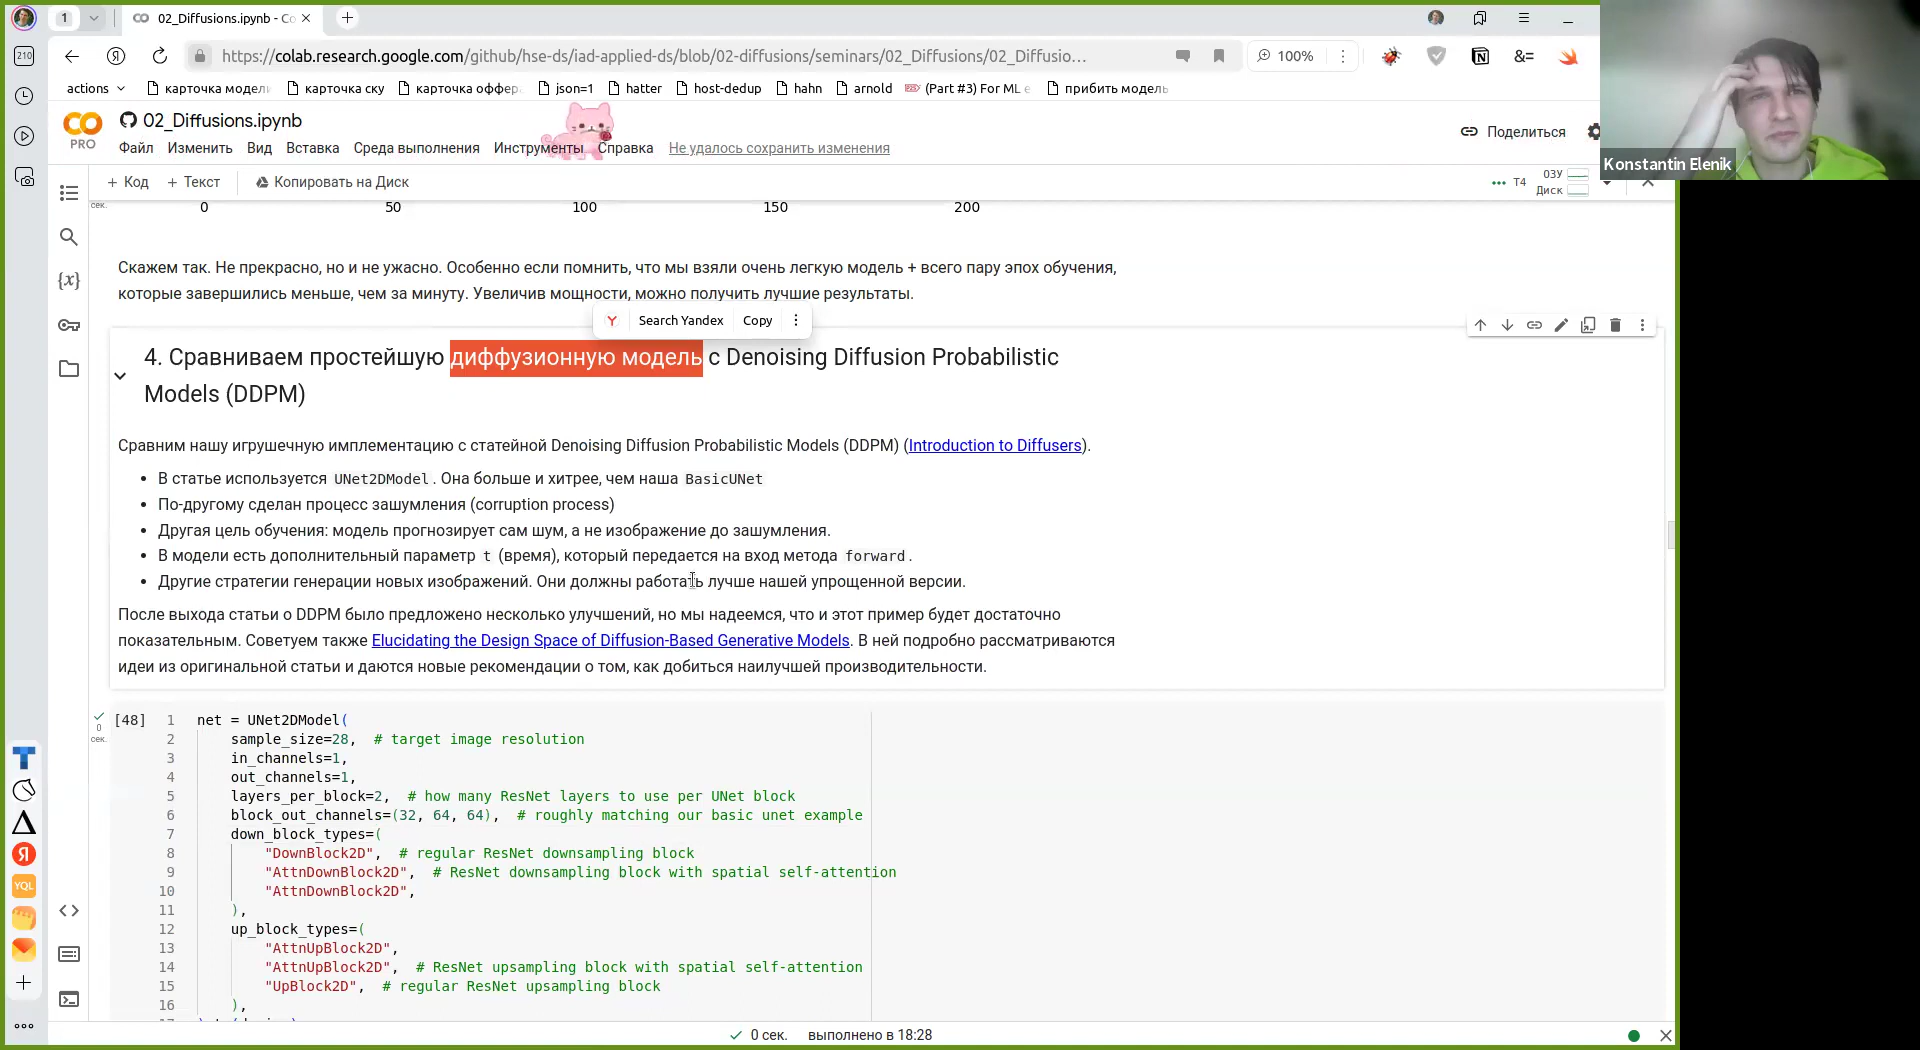 1
02_Diffusions.ipynb - Co
210
https://colab.research.google.com/github/hse-ds/iad-applied-ds/blob/02-diffusions/seminars/02_Diffusions/02_Diffusio...
100%
actions
карточка модели
карточка ску
карточка оффер
json=1
hatter
host-dedup
hahn
arnold
(Part #3) For ML e
прибить модель
PRO
02_Diffusions.ipynb
Файл Изменить Вид Вставка Среда выполнения Инструменты Справка Не удалось сохранить изменения
Поделиться
Konstantin Elenik
+ Код + Текст Копировать на Диск
T4
ОЗУ
Диск
сек.
0 50 100 150 200
Скажем так. Не прекрасно, но и не ужасно. Особенно если помнить, что мы взяли очень легкую модель + всего пару эпох обучения,
которые завершились меньше, чем за минуту. Увеличив мощности, можно получить лучшие результаты.
Y Search Yandex Copy
4. Сравниваем простейшую диффузионную модель с Denoising Diffusion Probabilistic
Models (DDPM)
Сравним нашу игрушечную имплементацию с статейной Denoising Diffusion Probabilistic Models (DDPM) (Introduction to Diffusers).
• В статье используется UNet2DModel. Она больше и хитрее, чем наша BasicUNet
• По-другому сделан процесс зашумления (corruption process)
• Другая цель обучения: модель прогнозирует сам шум, а не изображение до зашумления.
• В модели есть дополнительный параметр t (время), который передается на вход метода forward.
• Другие стратегии генерации новых изображений. Они должны работать лучше нашей упрощенной версии.
После выхода статьи о DDPM было предложено несколько улучшений, но мы надеемся, что и этот пример будет достаточно
показательным. Советуем также Elucidating the Design Space of Diffusion-Based Generative Models. В ней подробно рассматриваются
идеи из оригинальной статьи и даются новые рекомендации о том, как добиться наилучшей производительности.
0
сек.
[48]
1 net = UNet2DModel(
2 sample_size=28, # target image resolution
3 in_channels=1,
4 out_channels=1,
5 layers_per_block=2, # how many ResNet layers to use per UNet block
6 block_out_channels=(32, 64, 64), # roughly matching our basic unet example
7 down_block_types=(
8 "DownBlock2D", # regular ResNet downsampling block
9 "AttnDownBlock2D", # ResNet downsampling block with spatial self-attention
10 "AttnDownBlock2D",
11 ),
12 up_block_types=(
13 "AttnUpBlock2D",
14 "AttnUpBlock2D", # ResNet upsampling block with spatial self-attention
15 "UpBlock2D", # regular ResNet upsampling block
16 ),
YQL
0 сек. выполнено в 18:28